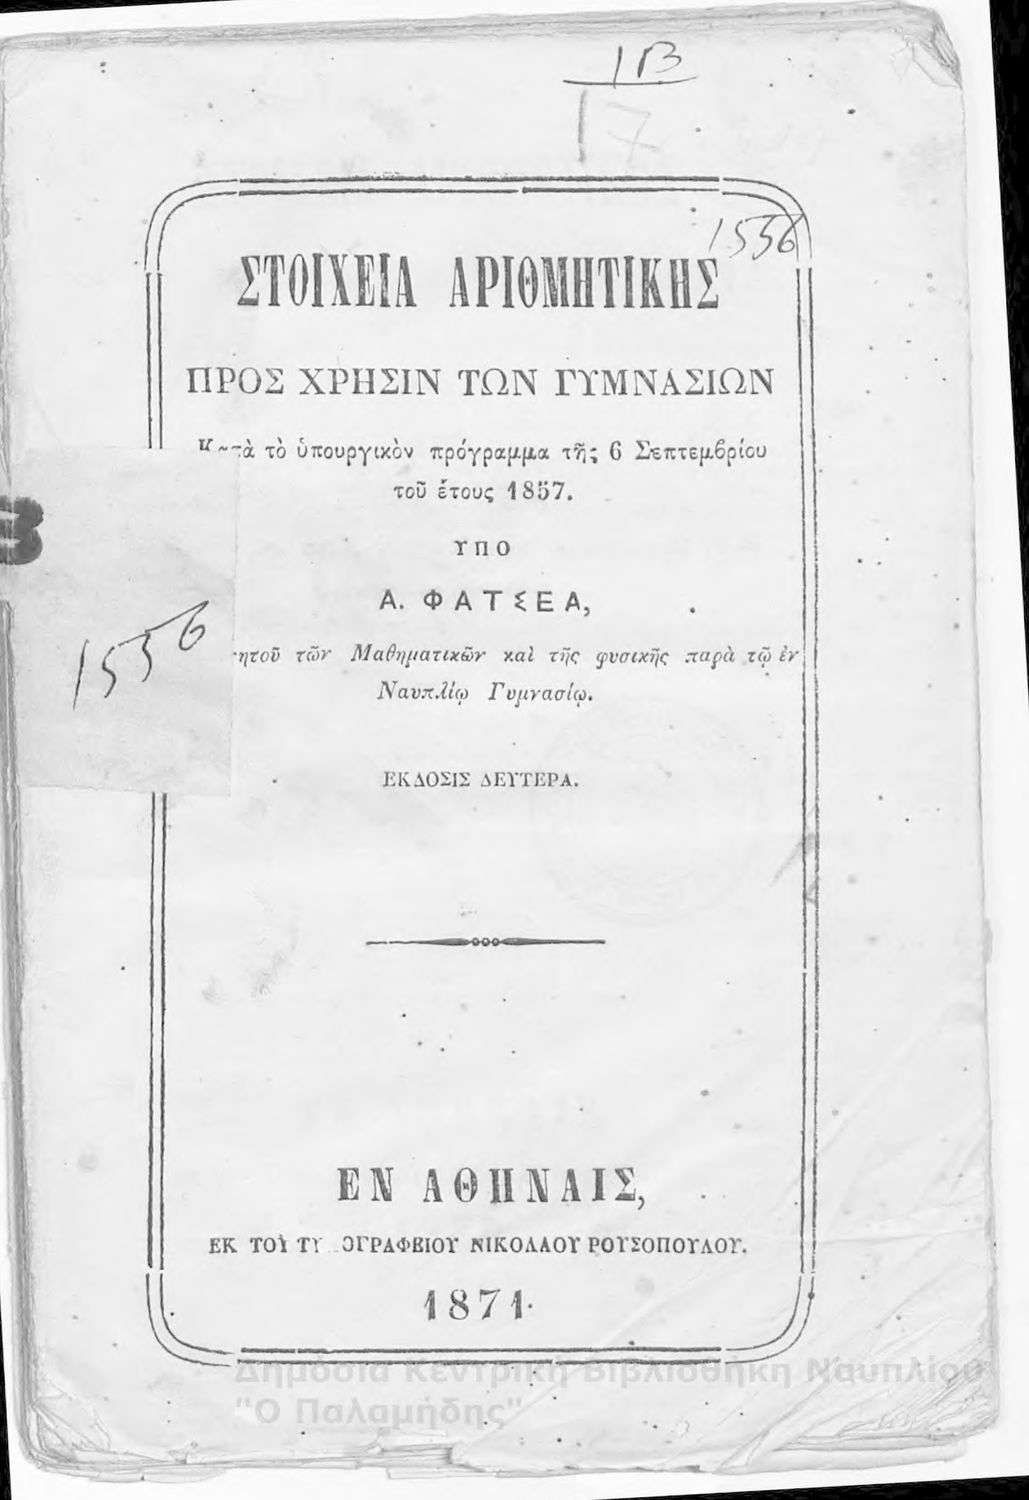 1B
17
1556
ΣΤΟΙΧΕΙΑ ΑΡΙΘΜΗΤΙΚΗΣ
ΠΡΟΣ ΧΡΗΣΙΝ ΤΩΝ ΓΥΜΝΑΣΙΩΝ
τὸ ὑπουργικὸν πρόγραμμα τῆς 6 Σεπτεμβρίου
τοῦ ἔτους 1857.
ΥΠΟ
Α. ΦΑΤΣΕΑ,
1556
τῶν Μαθηματικῶν καὶ τῆς φυσικῆς παρὰ τῷ ἐν
Ναυπλίῳ Γυμνασίῳ.
ΕΚΔΟΣΙΣ ΔΕΥΤΕΡΑ.
ΕΝ ΑΘΗΝΑΙΣ,
ΕΚ ΤΟΥ ΝΙΚΟΛΑΟΥ ΡΟΥΣΟΠΟΥΛΟΥ.
1871.
Δημόσια Κεντρική Βιβλιοθήκη Ναυπλίου
"Ο Παλαμήδης"